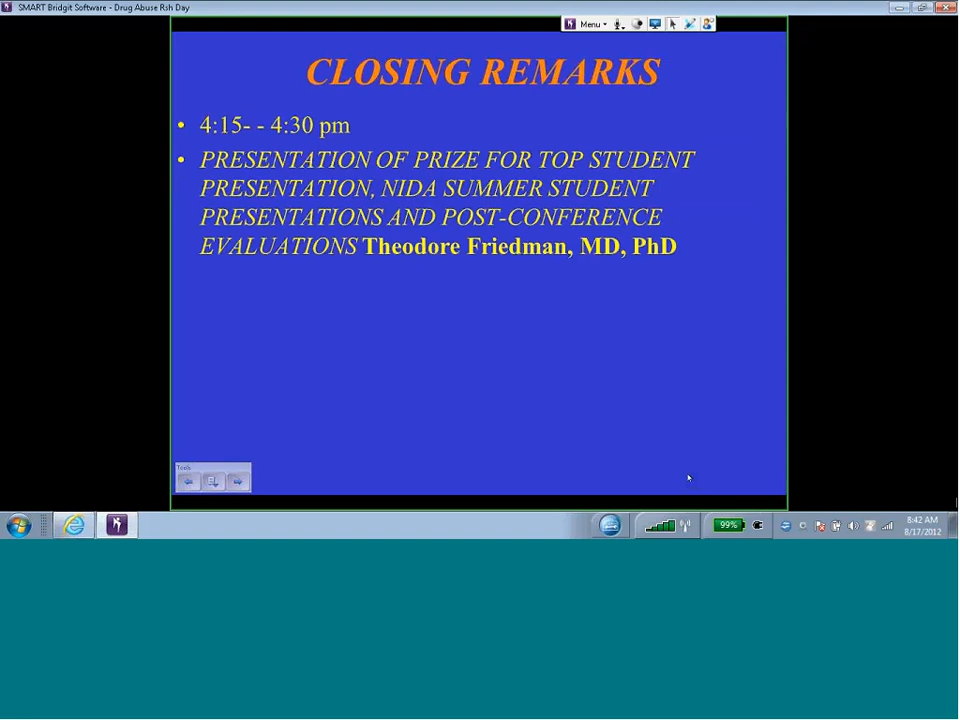 SMART Bridgit Software - Drug Abuse Rsh Day
Menu
CLOSING REMARKS
• 4:15- - 4:30 pm
• PRESENTATION OF PRIZE FOR TOP STUDENT
PRESENTATION, NIDA SUMMER STUDENT
PRESENTATIONS AND POST-CONFERENCE
EVALUATIONS Theodore Friedman, MD, PhD
Tools
99%
8:42 AM
8/17/2012